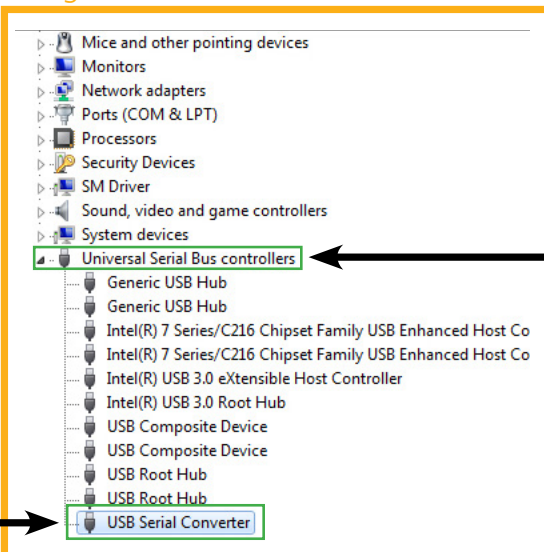 Mice and other pointing devices
Monitors
Network adapters
Ports (COM & LPT)
Processors
Security Devices
SM Driver
Sound, video and game controllers
System devices
Universal Serial Bus controllers
Generic USB Hub
Generic USB Hub
Intel(R) 7 Series/C216 Chipset Family USB Enhanced Host Co
Intel(R) 7 Series/C216 Chipset Family USB Enhanced Host Co
Intel(R) USB 3.0 eXtensible Host Controller
Intel(R) USB 3.0 Root Hub
USB Composite Device
USB Composite Device
USB Root Hub
USB Root Hub
USB Serial Converter